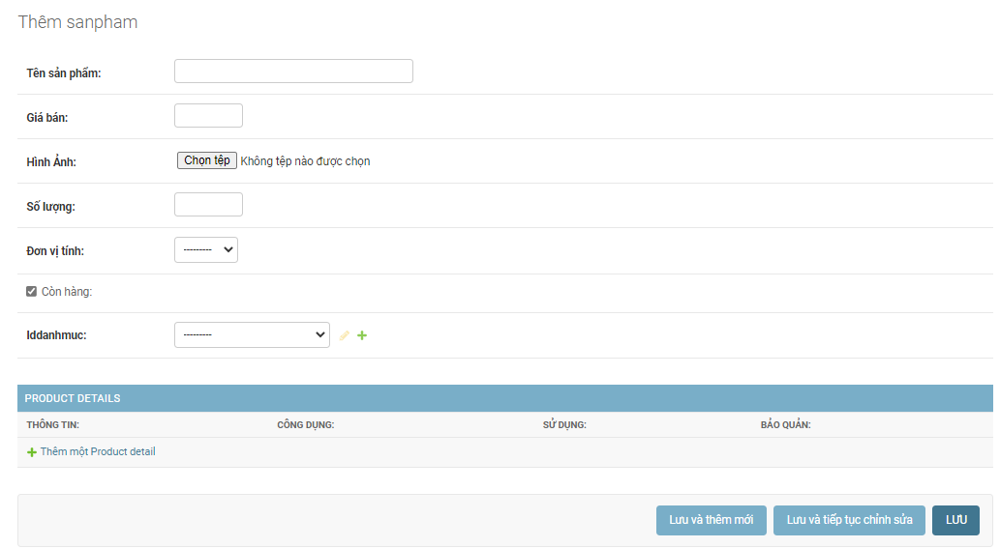 Thêm sanpham
Tên sản phẩm:
Giá bán:
Hình Ảnh: Chọn tệp Không tệp nào được chọn
Số lượng:
Đơn vị tính: ---------
Còn hàng:
Iddanhmuc: ---------
PRODUCT DETAILS
THÔNG TIN: CÔNG DỤNG: SỬ DỤNG: BẢO QUẢN:
Thêm một Product detail
Lưu và thêm mới Lưu và tiếp tục chỉnh sửa LƯU